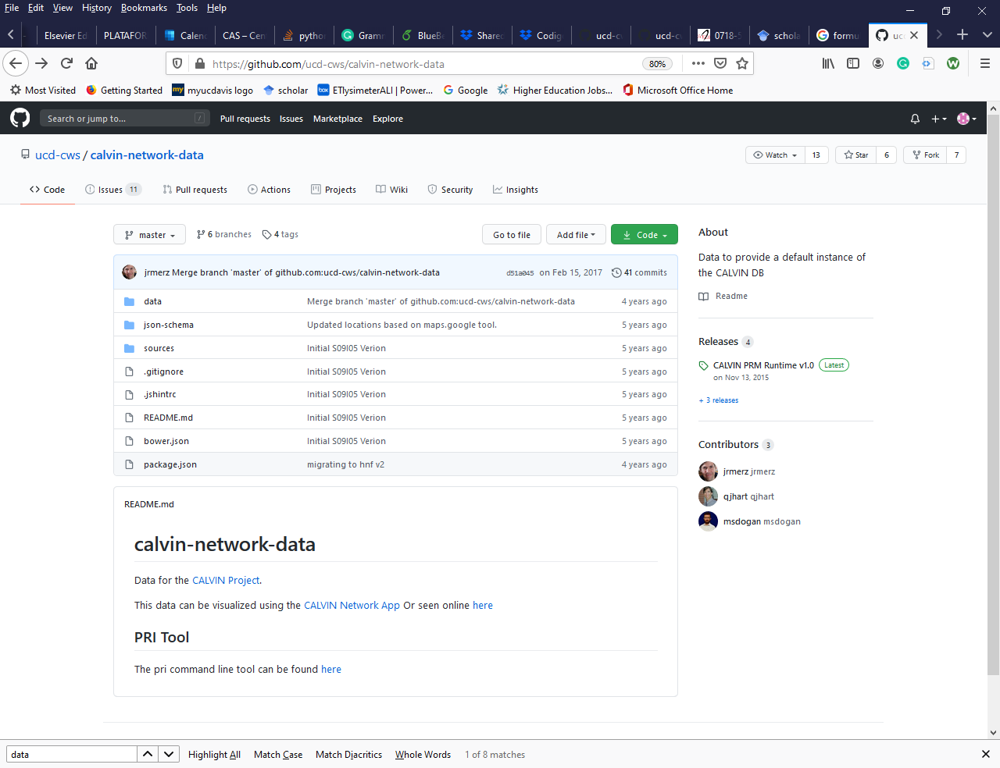 File Edit View History Bookmarks Tools Help
Elsevier Ed PLATAFOR Calend CAS – Cen pytho Gramm BlueBe Shared Codig ucd-cw ucd-cw 0718-5 schola formu uc
https://github.com/ucd-cws/calvin-network-data 80%
Most Visited Getting Started myucdavis logo scholar ETlysimeterALI | Power... Google Higher Education Jobs... Microsoft Office Home
Search or jump to... / Pull requests Issues Marketplace Explore
ucd-cws / calvin-network-data Watch 13 Star 6 Fork 7
Code Issues 11 Pull requests Actions Projects Wiki Security Insights
master 6 branches 4 tags Go to file Add file Code
jrmerz Merge branch 'master' of github.com:ucd-cws/calvin-network-data d51a045 on Feb 15, 2017 41 commits
data Merge branch 'master' of github.com:ucd-cws/calvin-network-data 4 years ago
json-schema Updated locations based on maps.google tool. 5 years ago
sources Initial S09I05 Verion 5 years ago
.gitignore Initial S09I05 Verion 5 years ago
.jshintrc Initial S09I05 Verion 5 years ago
README.md Initial S09I05 Verion 5 years ago
bower.json Initial S09I05 Verion 5 years ago
package.json migrating to hnf v2 4 years ago
README.md
calvin-network-data
Data for the CALVIN Project.
This data can be visualized using the CALVIN Network App Or seen online here
PRI Tool
The pri command line tool can be found here
About
Data to provide a default instance of
the CALVIN DB
Readme
Releases 4
CALVIN PRM Runtime v1.0 Latest
on Nov 13, 2015
+ 3 releases
Contributors 3
jrmerz jrmerz
qjhart qjhart
msdogan msdogan
data Highlight All Match Case Match Diacritics Whole Words 1 of 8 matches